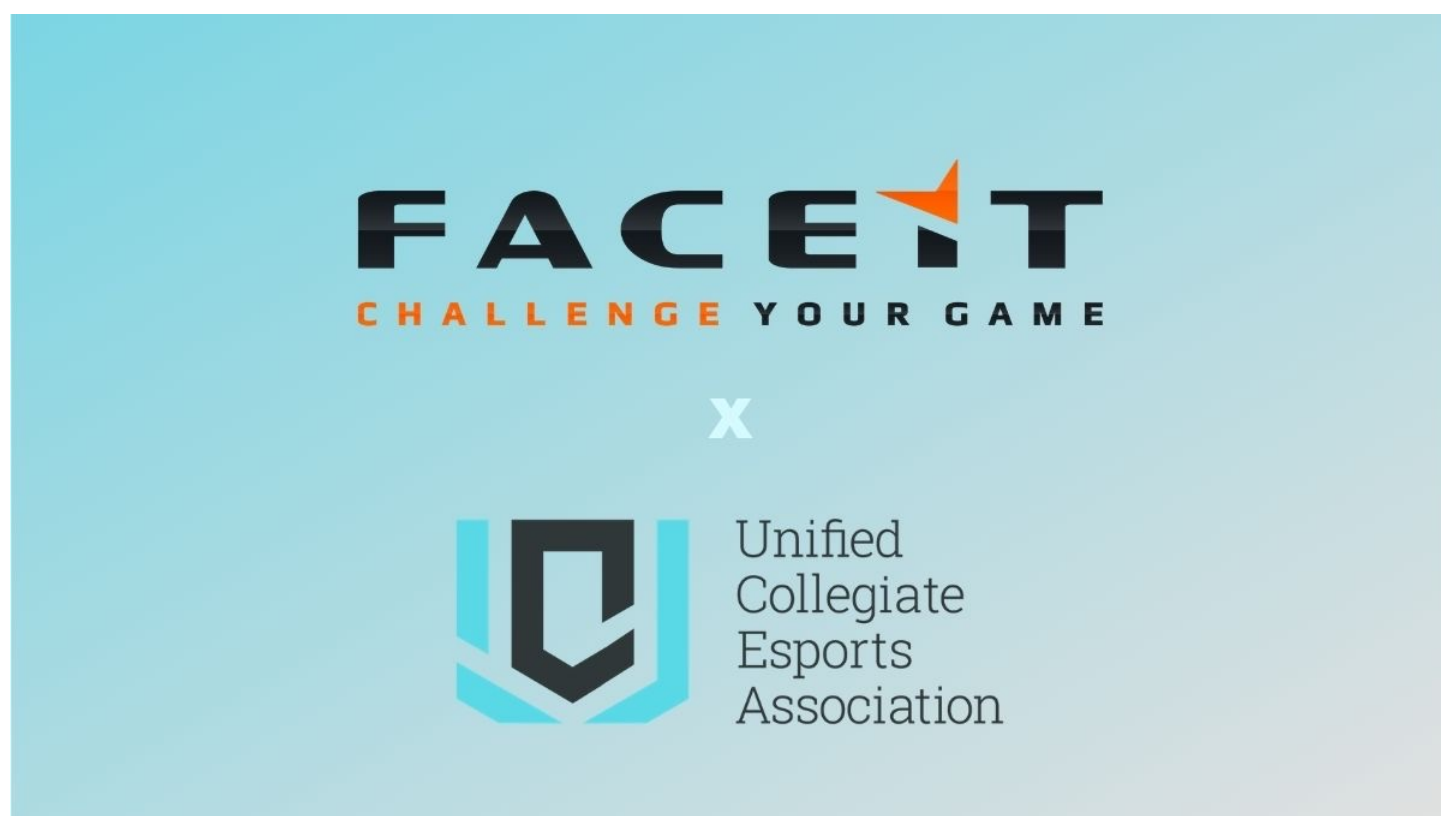 FACEIT
CHALLENGE YOUR GAME
X
Unified
Collegiate
Esports
Association